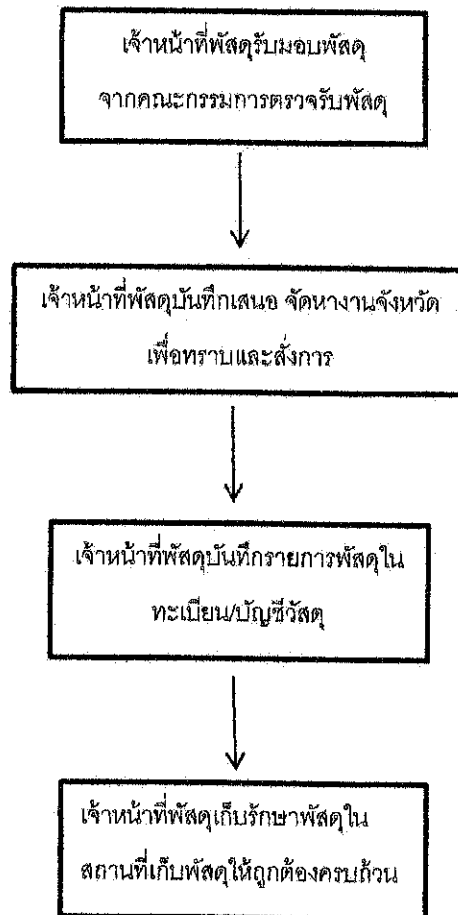 เจ้าหน้าที่พัสดุรับมอบพัสดุ
จากคณะกรรมการตรวจรับพัสดุ
เจ้าหน้าที่พัสดุบันทึกเสนอ จัดหางานจังหวัด
เพื่อทราบและสั่งการ
เจ้าหน้าที่พัสดุบันทึกรายการพัสดุใน
ทะเบียน/บัญชีวัสดุ
เจ้าหน้าที่พัสดุเก็บรักษาพัสดุใน
สถานที่เก็บพัสดุให้ถูกต้องครบถ้วน